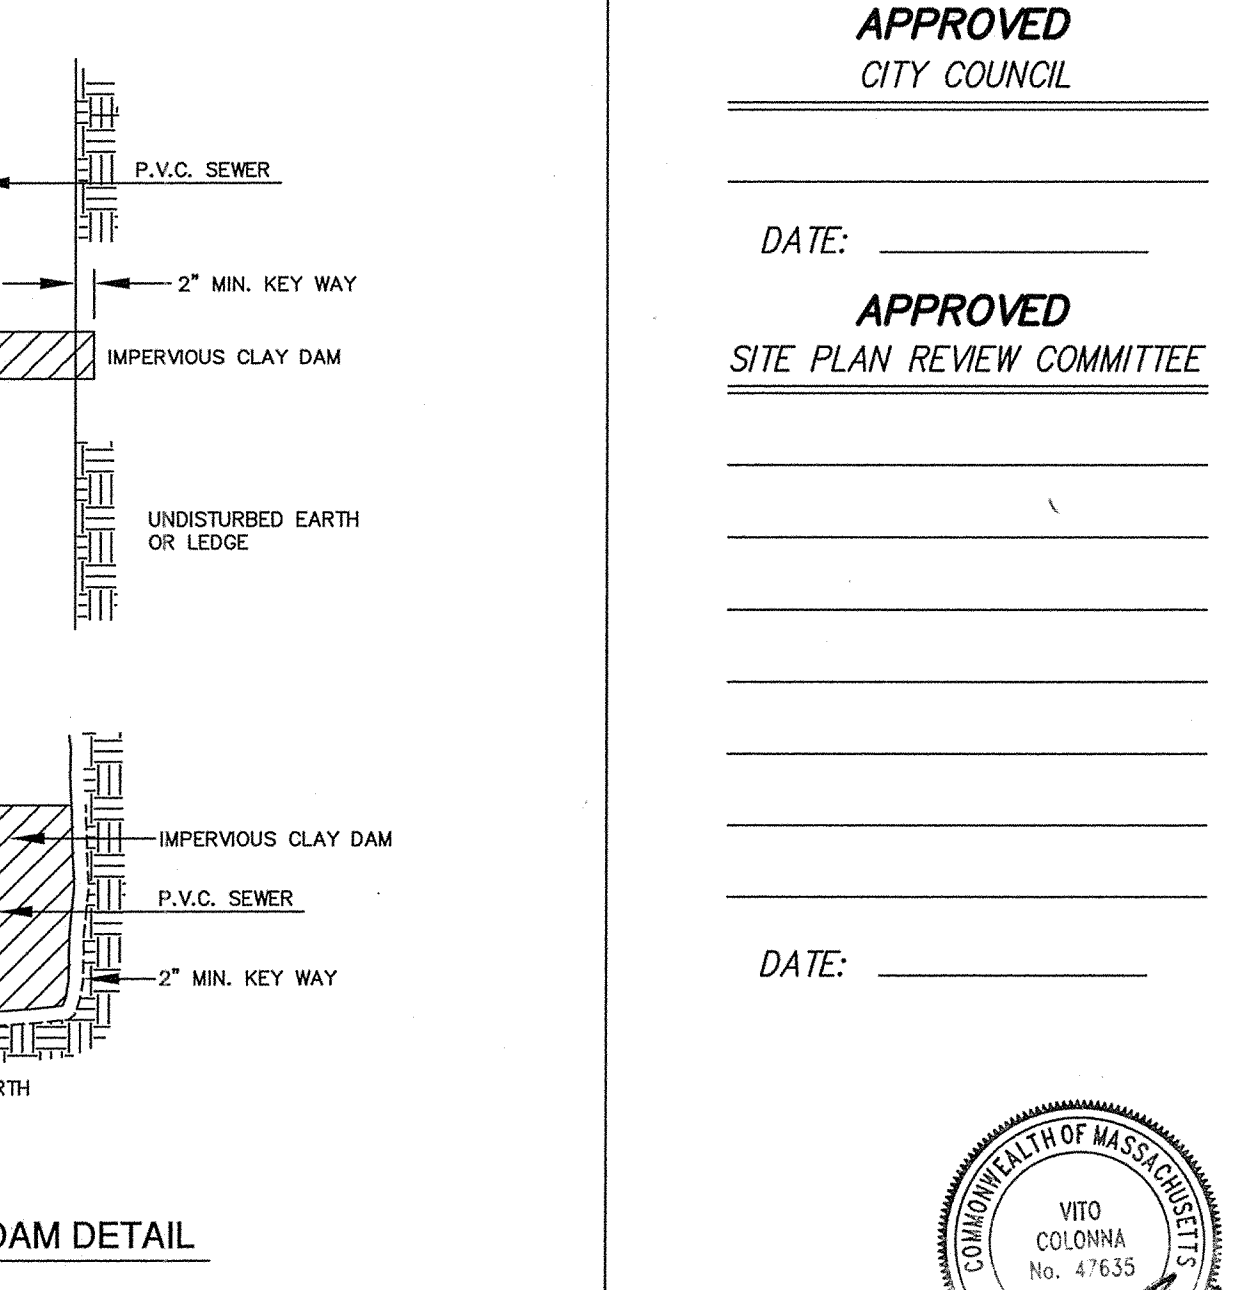 P.V.C. SEWER
2" MIN. KEY WAY
IMPERVIOUS CLAY DAM
UNDISTURBED EARTH
OR LEDGE
IMPERVIOUS CLAY DAM
P.V.C. SEWER
2" MIN. KEY WAY
RTH
DAM DETAIL
APPROVED
CITY COUNCIL
DATE:
APPROVED
SITE PLAN REVIEW COMMITTEE
DATE:
COMMONWEALTH OF MASSACHUSETTS
VITO
COLONNA
No. 47635